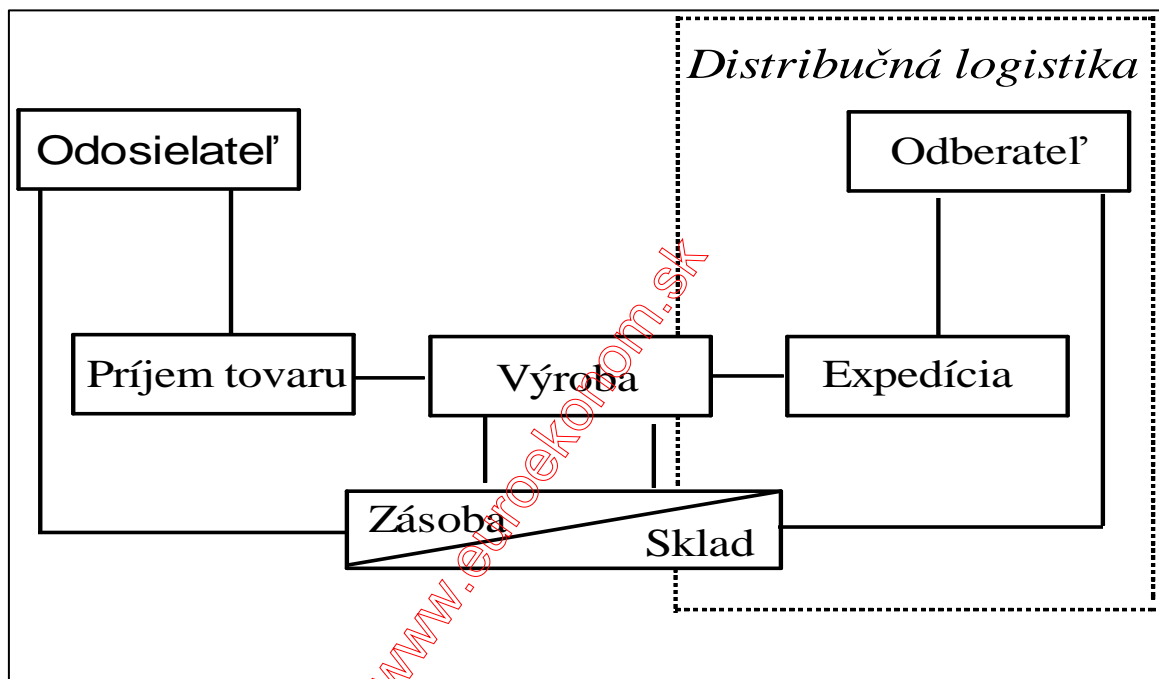 Distribučná logistika
Odosielateľ
Odberateľ
Príjem tovaru
Výroba
Expedícia
Zásoba
Sklad
www.euroekonom.sk